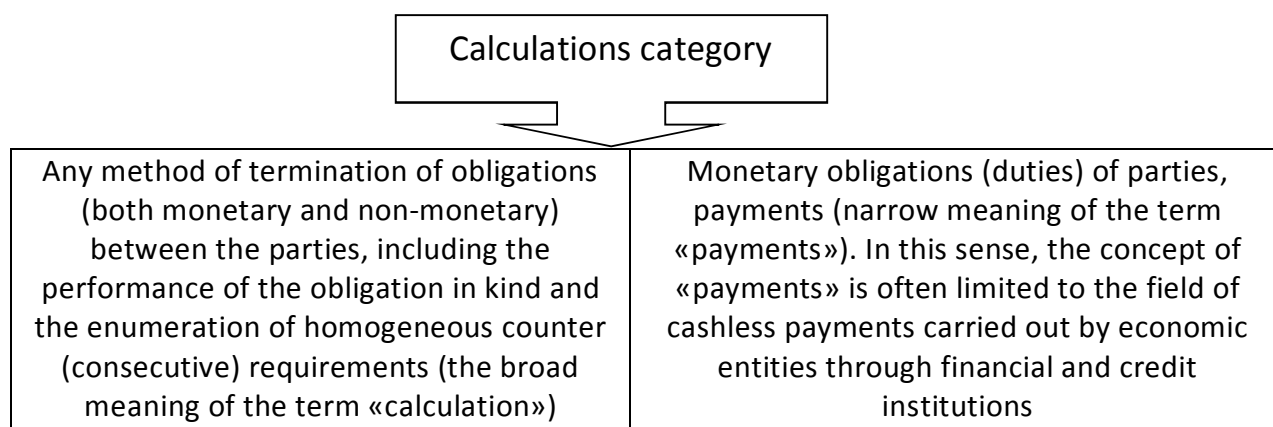 Calculations category
Any method of termination of obligations
(both monetary and non-monetary)
between the parties, including the
performance of the obligation in kind and
the enumeration of homogeneous counter
(consecutive) requirements (the broad
meaning of the term «calculation»)
Monetary obligations (duties) of parties,
payments (narrow meaning of the term
«payments»). In this sense, the concept of
«payments» is often limited to the field of
cashless payments carried out by economic
entities through financial and credit
institutions